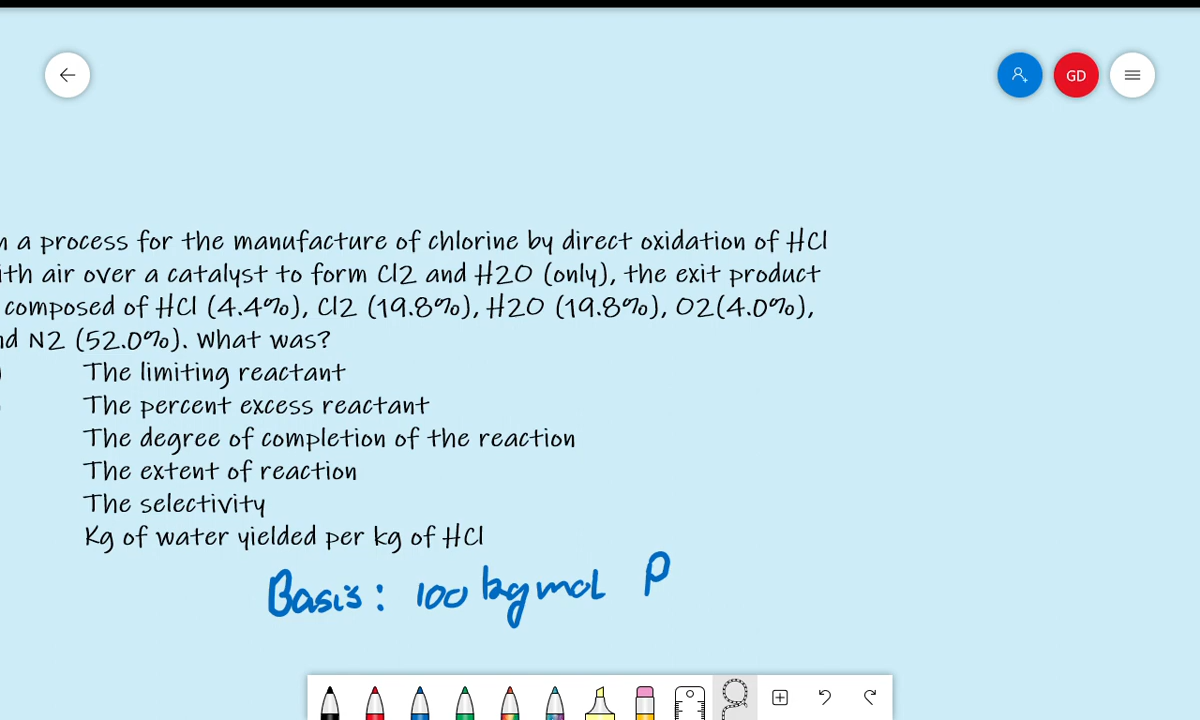 GD
n a process for the manufacture of chlorine by direct oxidation of HCl
ith air over a catalyst to form Cl2 and H2O (only), the exit product
composed of HCl (4.4%), Cl2 (19.8%), H2O (19.8%), O2(4.0%),
nd N2 (52.0%). What was?
The limiting reactant
The percent excess reactant
The degree of completion of the reaction
The extent of reaction
The selectivity
Kg of water yielded per kg of HCl
Basis: 100 kgmol P